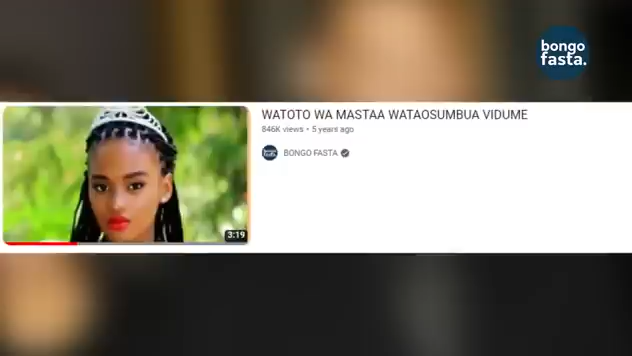 bongo
fasta.
WATOTO WA MASTAA WATAOSUMBUA VIDUME
846K views • 5 years ago
BONGO FASTA
3:19